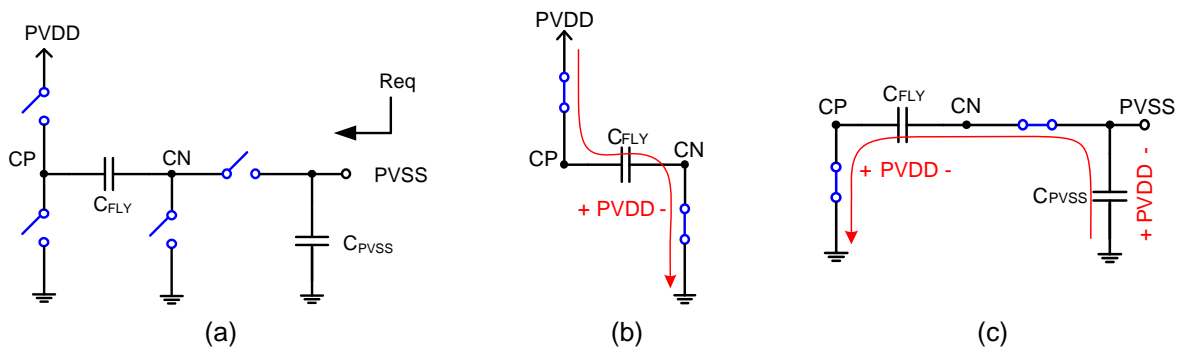 PVDD
Req
CP
CN
CFLY
PVSS
CPVSS
(a)
PVDD
CFLY
CP
CN
+ PVDD -
(b)
CFLY
CP
CN
PVSS
+ PVDD -
CPVSS
+ PVDD -
(c)